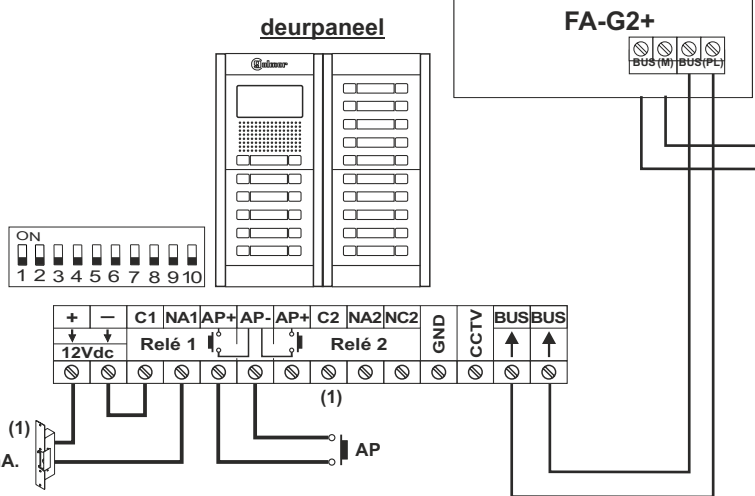 deurpaneel
FA-G2+
BUS (M) BUS(PL)
Golmar
ON
1 2 3 4 5 6 7 8 9 10
+ — C1 NA1 AP+ AP- AP+ C2 NA2 NC2 GND CCTV BUS BUS
12Vdc Relé 1 Relé 2
(1)
(1)
AP
A.